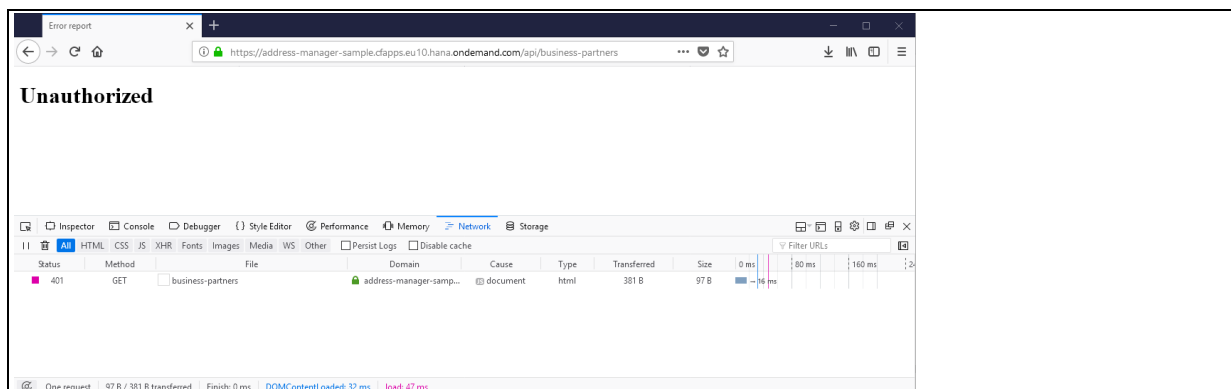 Error report
https://address-manager-sample.cfapps.eu10.hana.ondemand.com/api/business-partners
Unauthorized
Inspector Console Debugger {} Style Editor Performance Memory Network Storage
All HTML CSS JS XHR Fonts Images Media WS Other Persist Logs Disable cache Filter URLs
Status Method File Domain Cause Type Transferred Size 0 ms 80 ms 160 ms 24
401 GET business-partners address-manager-samp... document html 381 B 97 B → 16 ms
One request 97 B / 381 B transferred Finish: 0 ms DOMContentLoaded: 32 ms load: 47 ms